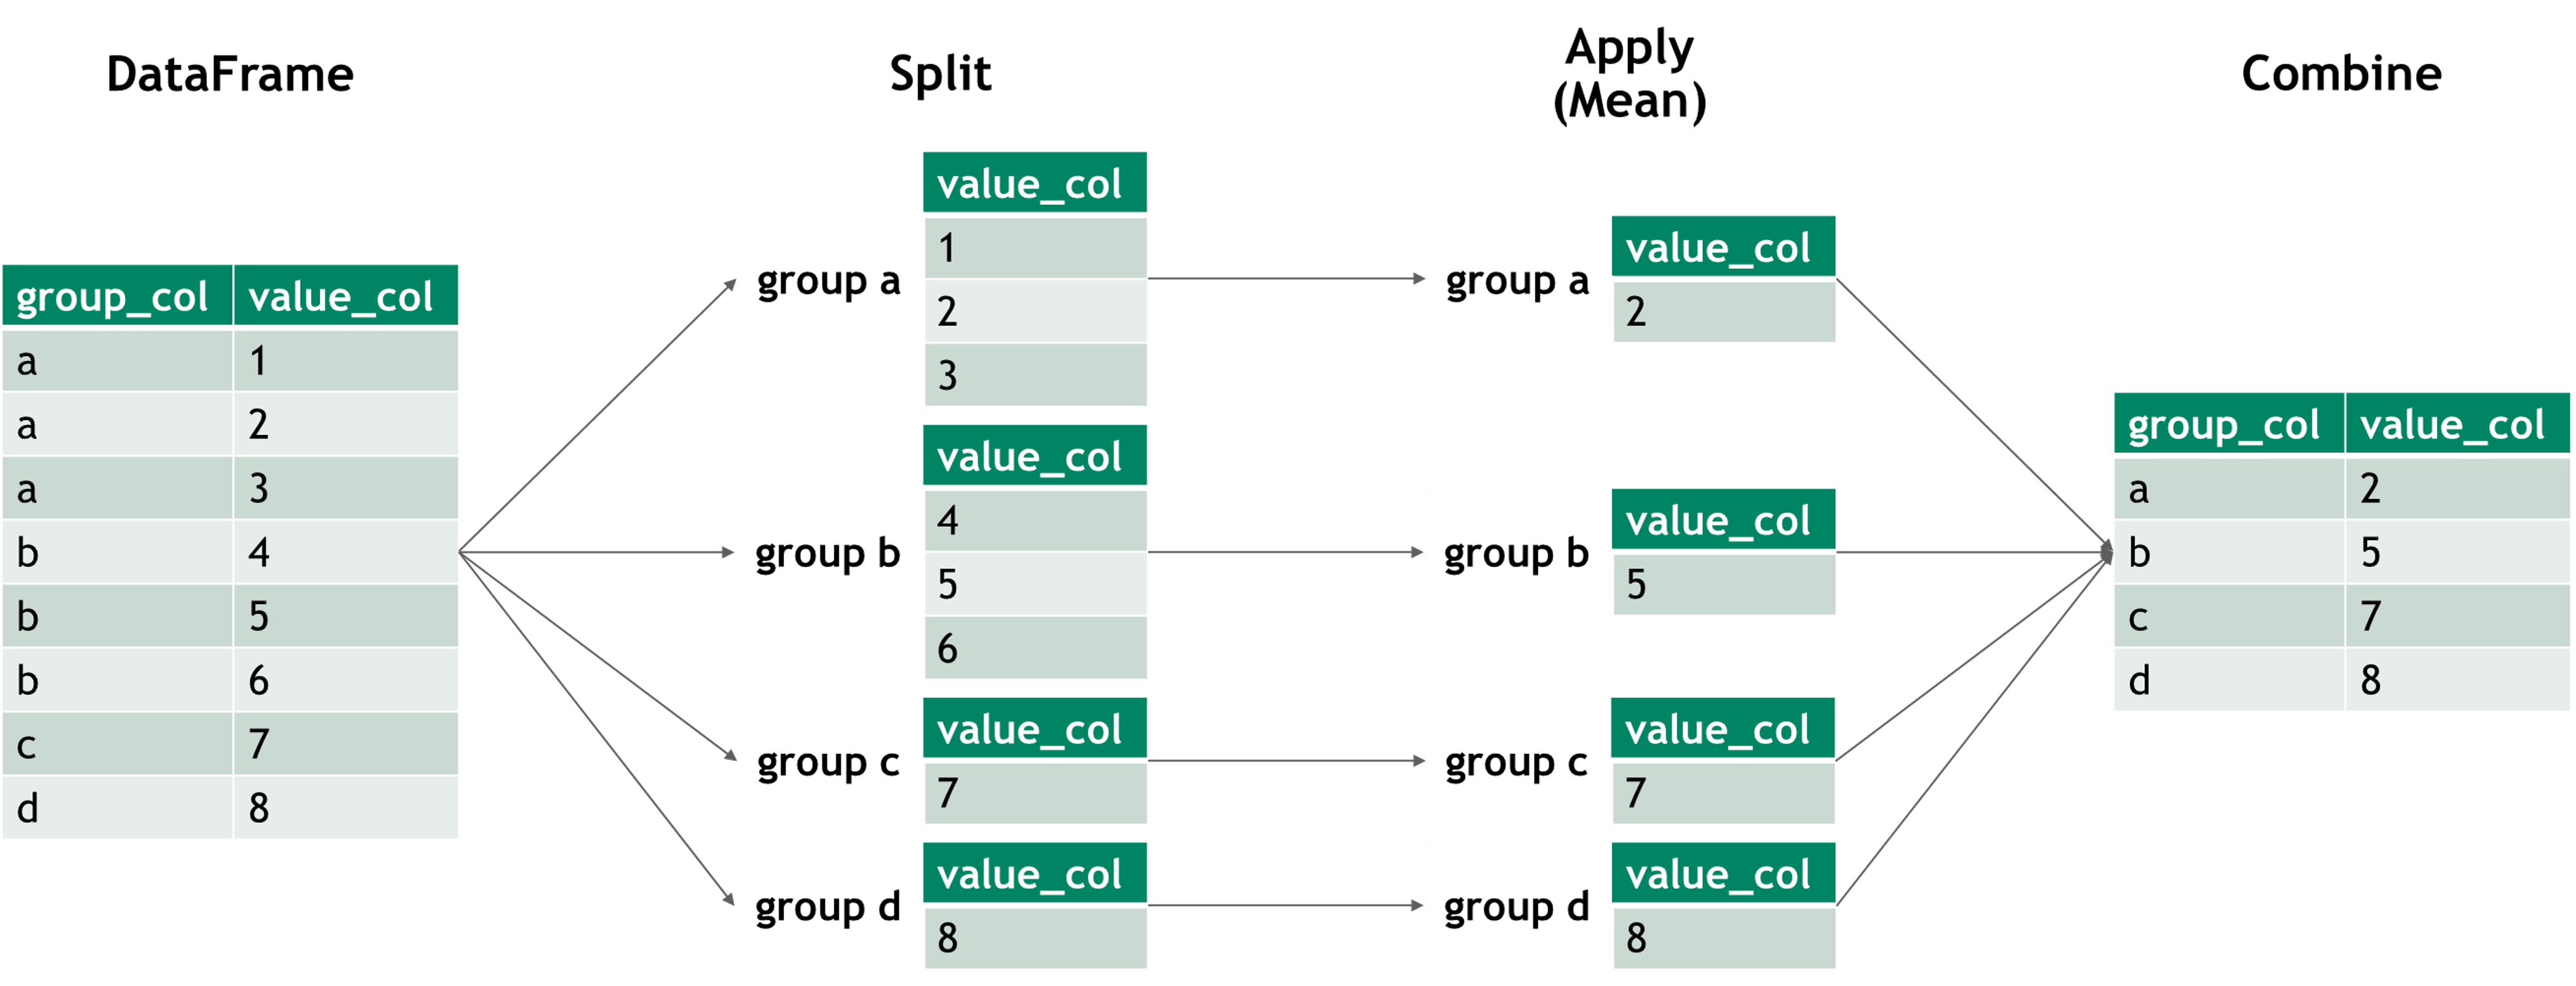 DataFrame
Split
Apply
(Mean)
Combine
group_col value_col
a 1
a 2
a 3
b 4
b 5
b 6
c 7
d 8
group a
value_col
1
2
3
group b
value_col
4
5
6
group c
value_col
7
group d
value_col
8
group a
value_col
2
group b
value_col
5
group c
value_col
7
group d
value_col
8
group_col value_col
a 2
b 5
c 7
d 8